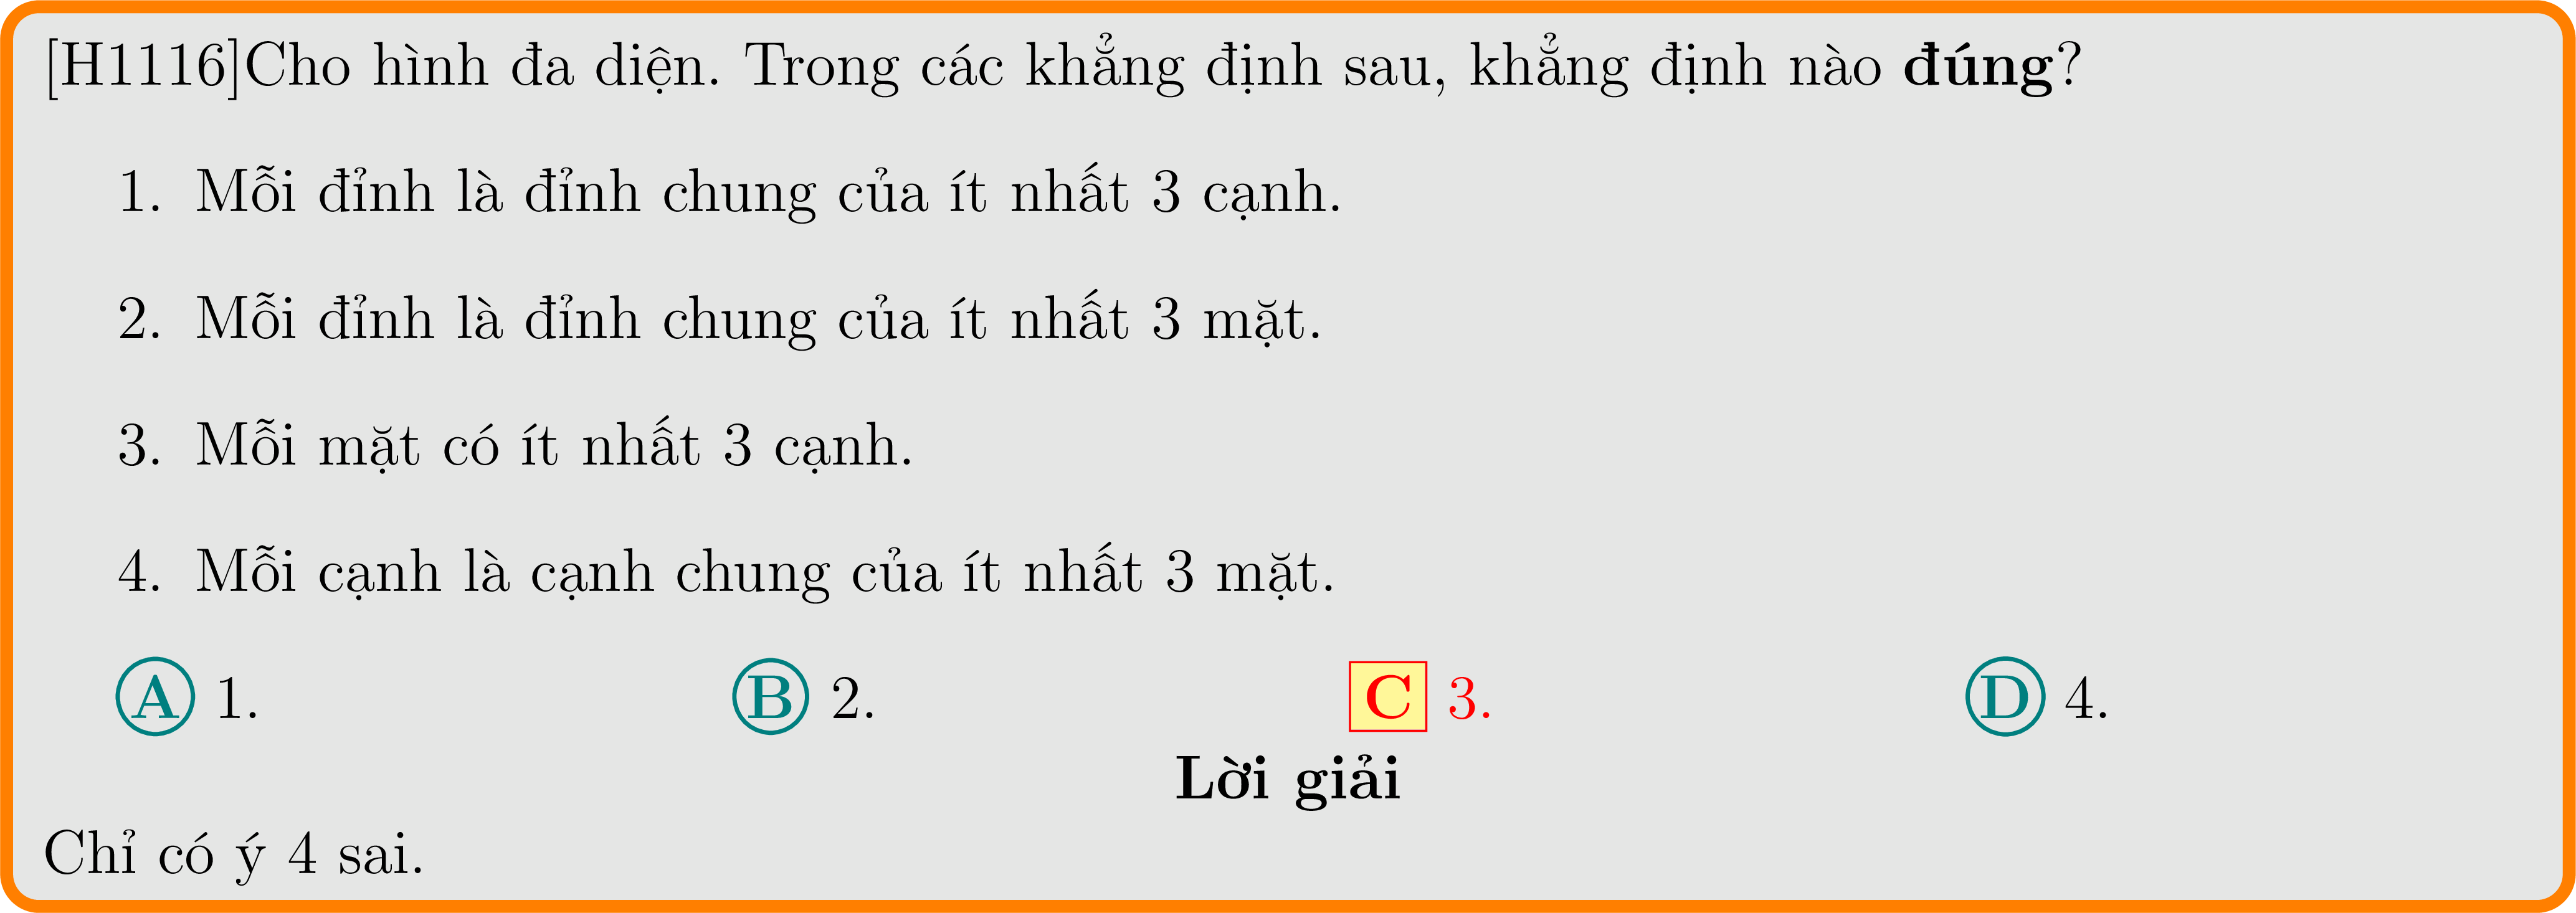 [H1116]Cho hình đa diện. Trong các khẳng định sau, khẳng định nào đúng?
1. Mỗi đỉnh là đỉnh chung của ít nhất 3 cạnh.
2. Mỗi đỉnh là đỉnh chung của ít nhất 3 mặt.
3. Mỗi mặt có ít nhất 3 cạnh.
4. Mỗi cạnh là cạnh chung của ít nhất 3 mặt.
A 1. B 2. C 3. D 4.
Lời giải
Chỉ có ý 4 sai.